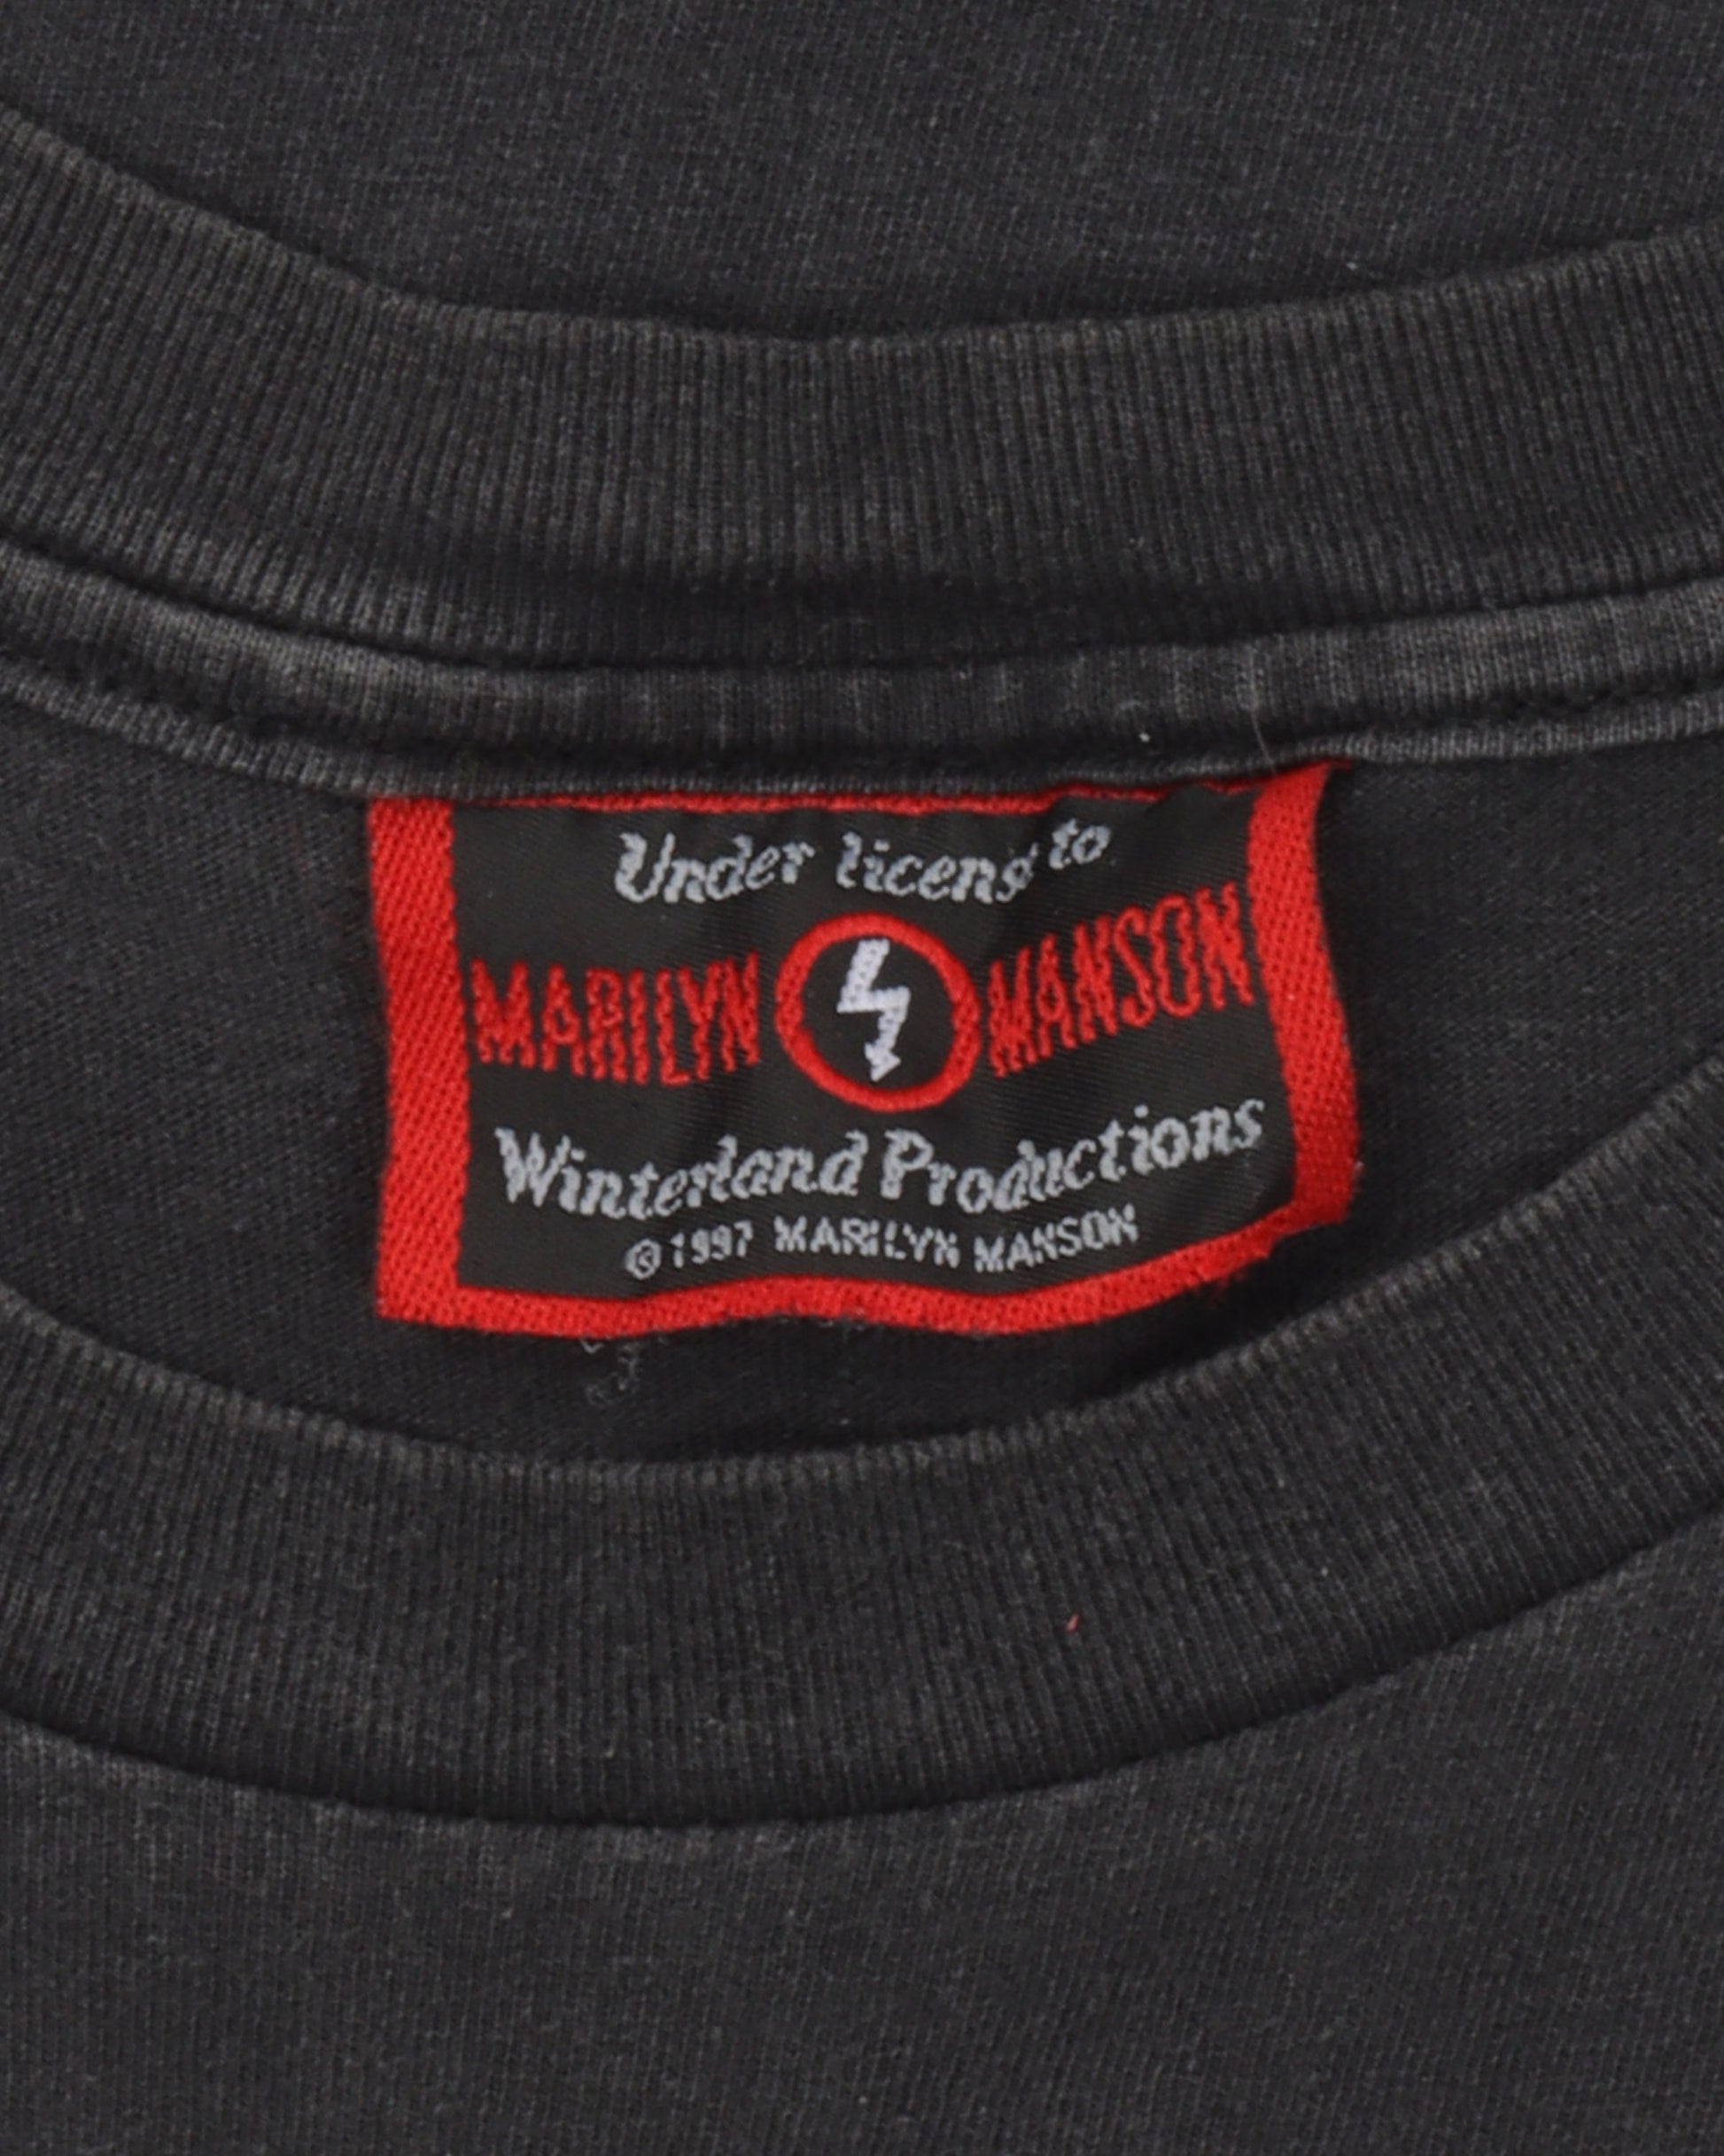 Under license to
MARILYN MANSON
Winterland Productions
© 1997 MARILYN MANSON